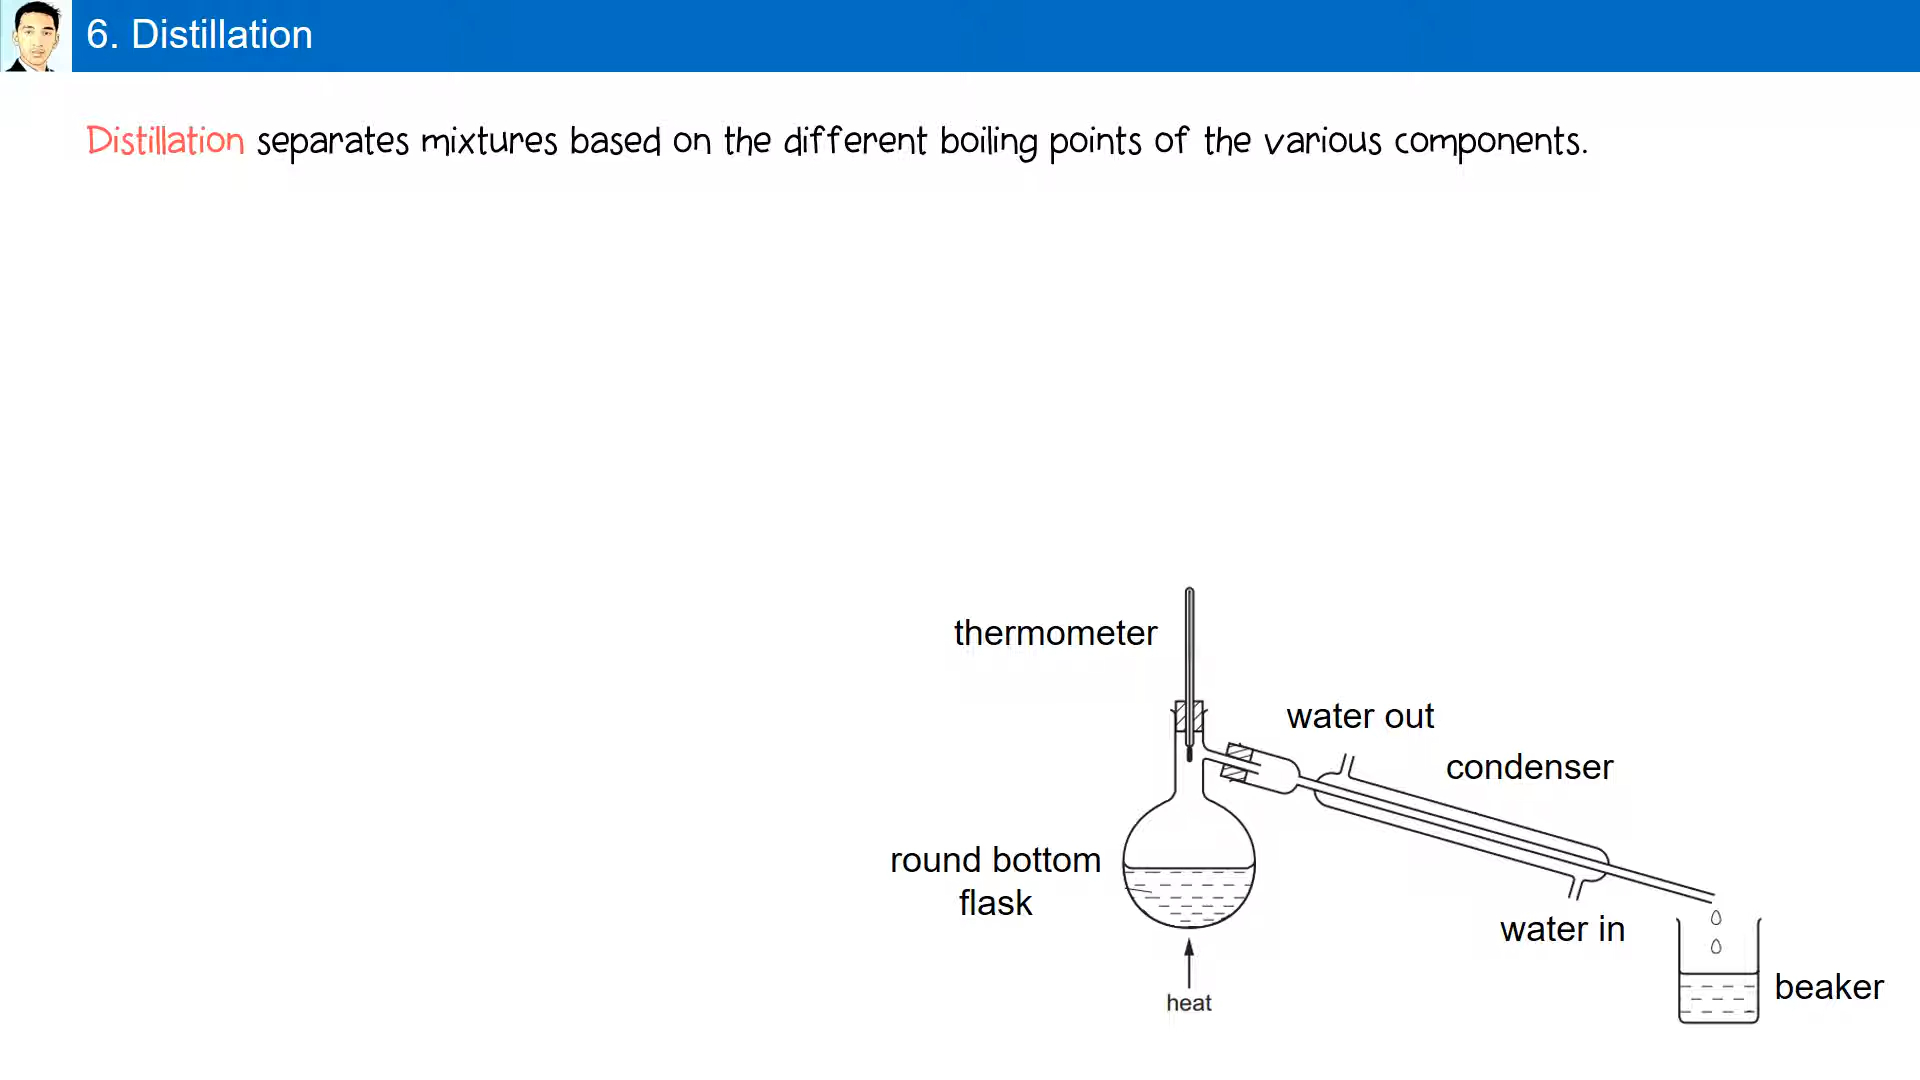 6. Distillation
Distillation separates mixtures based on the different boiling points of the various components.
thermometer
water out
condenser
round bottom
flask
water in
beaker
heat